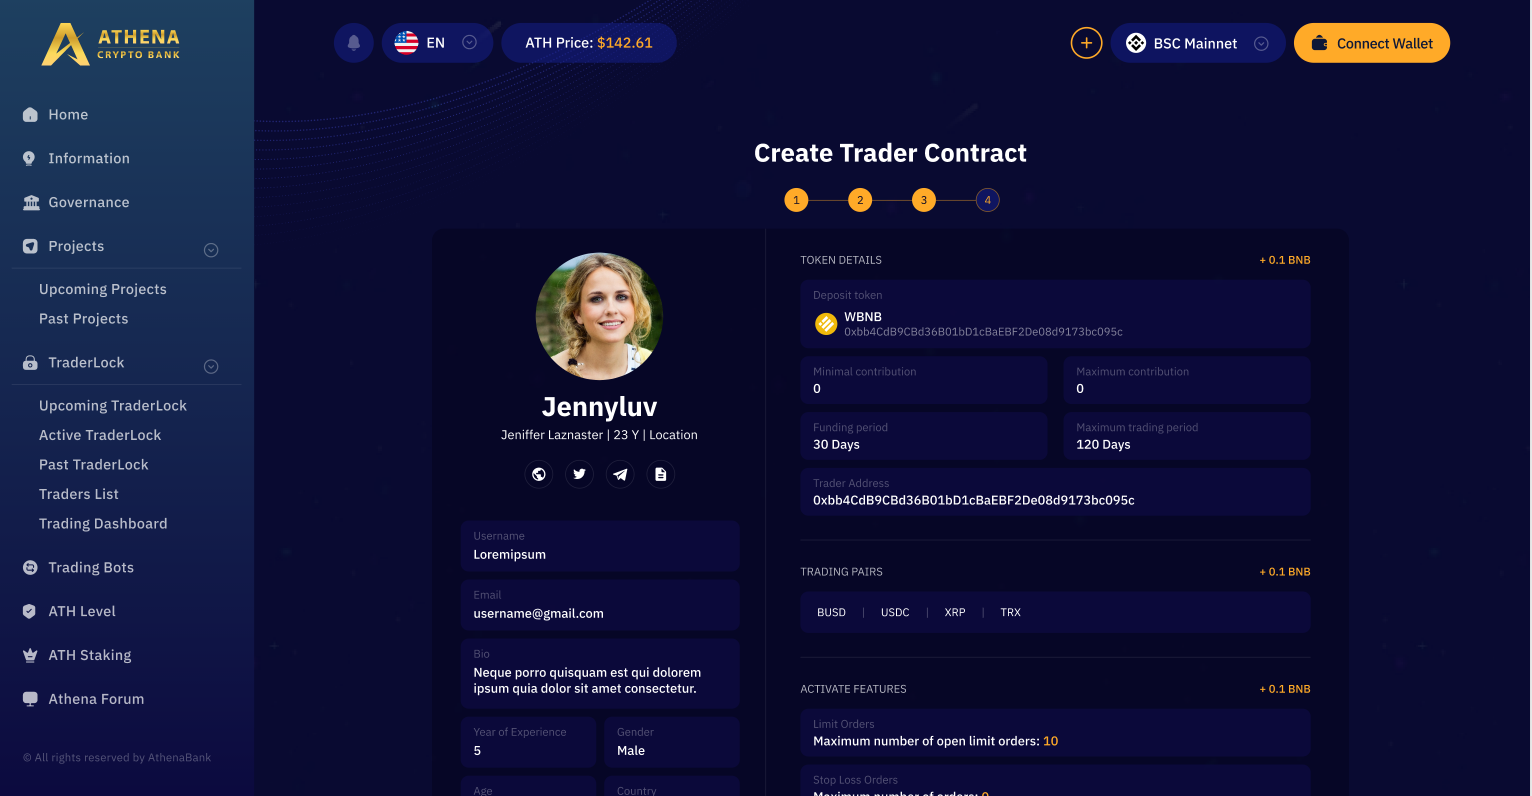 ATHENA
CRYPTO BANK
Home
Information
Governance
Projects
Upcoming Projects
Past Projects
TraderLock
Upcoming TraderLock
Active TraderLock
Past TraderLock
Traders List
Trading Dashboard
Trading Bots
ATH Level
ATH Staking
Athena Forum
© All rights reserved by AthenaBank
EN
ATH Price: $142.61
BSC Mainnet
Connect Wallet
Create Trader Contract
1 2 3 4
Jennyluv
Jeniffer Laznaster | 23 Y | Location
Username
Loremipsum
Email
username@gmail.com
Bio
Neque porro quisquam est qui dolorem
ipsum quia dolor sit amet consectetur.
Year of Experience
5
Gender
Male
Age
Country
TOKEN DETAILS + 0.1 BNB
Deposit token
WBNB
0xbb4CdB9CBd36B01bD1cBaEBF2De08d9173bc095c
Minimal contribution
0
Maximum contribution
0
Funding period
30 Days
Maximum trading period
120 Days
Trader Address
0xbb4CdB9CBd36B01bD1cBaEBF2De08d9173bc095c
TRADING PAIRS + 0.1 BNB
BUSD | USDC | XRP | TRX
ACTIVATE FEATURES + 0.1 BNB
Limit Orders
Maximum number of open limit orders: 10
Stop Loss Orders
Maximum number of orders: